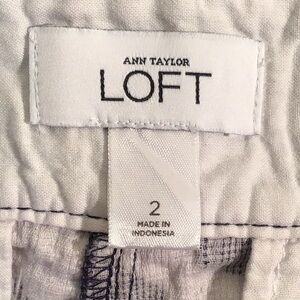 ANN TAYLOR
LOFT
2
MADE IN
INDONESIA